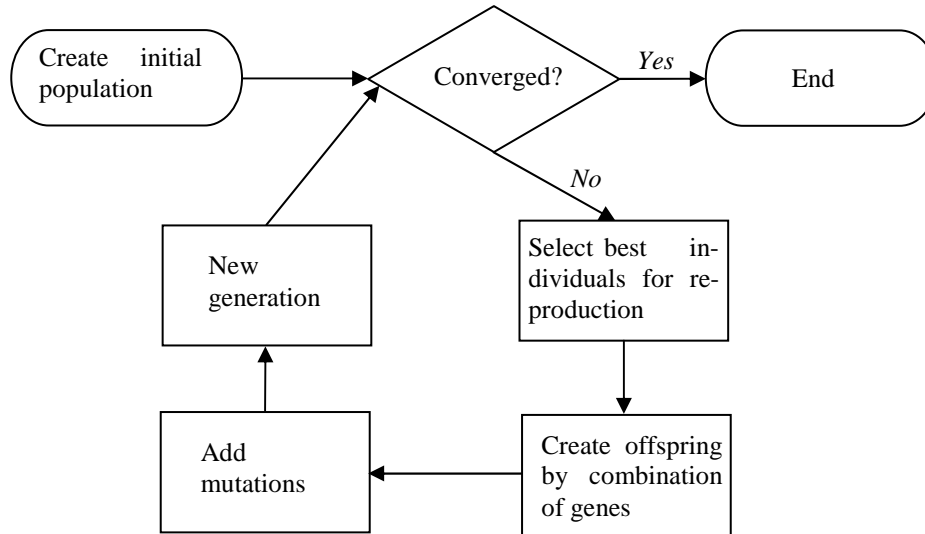 Create initial
population
Converged?
Yes
End
No
Select best in-
dividuals for re-
production
New
generation
Create offspring
by combination
of genes
Add
mutations